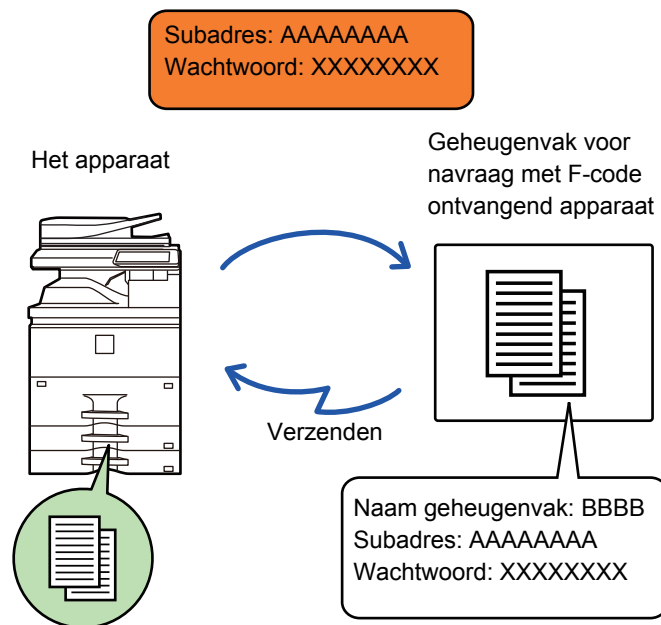 Subadres: AAAAAAAA
Wachtwoord: XXXXXXXX
Het apparaat
Geheugenvak voor
navraag met F-code
ontvangend apparaat
Verzenden
Naam geheugenvak: BBBB
Subadres: AAAAAAAA
Wachtwoord: XXXXXXXX